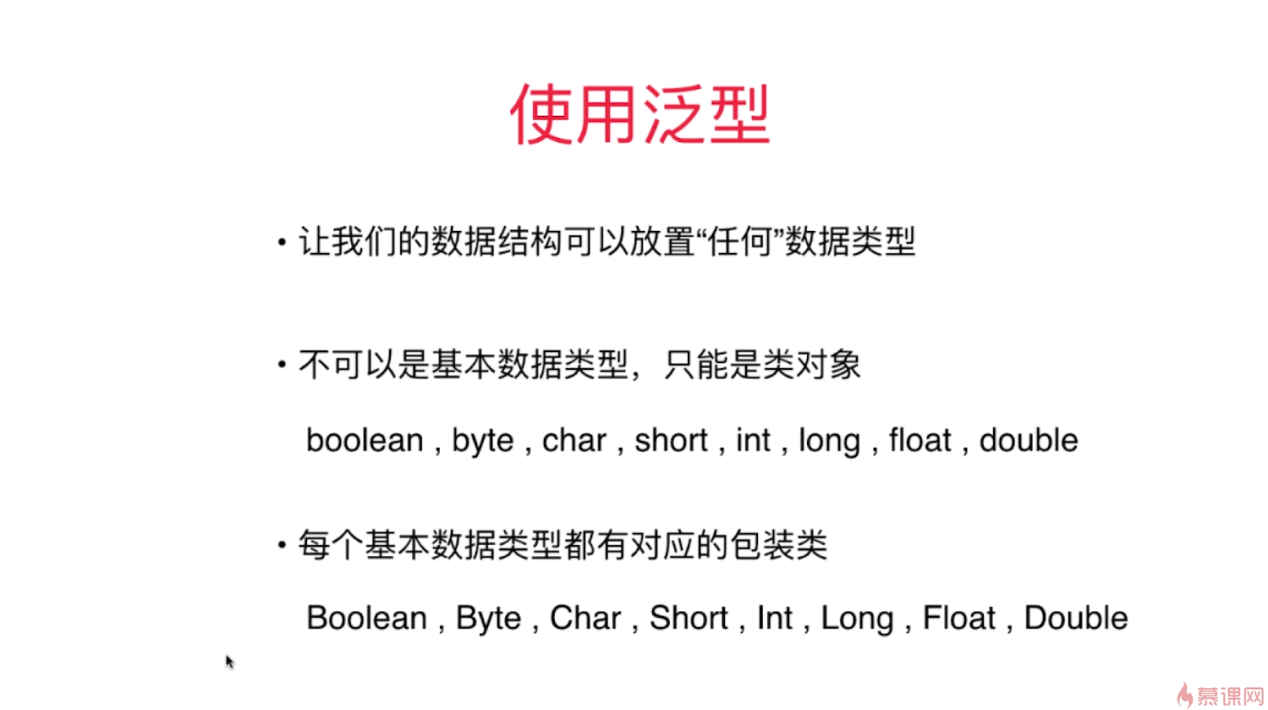 使用泛型
• 让我们的数据结构可以放置“任何”数据类型
• 不可以是基本数据类型，只能是类对象
boolean , byte , char , short , int , long , float , double
• 每个基本数据类型都有对应的包装类
Boolean , Byte , Char , Short , Int , Long , Float , Double
慕课网